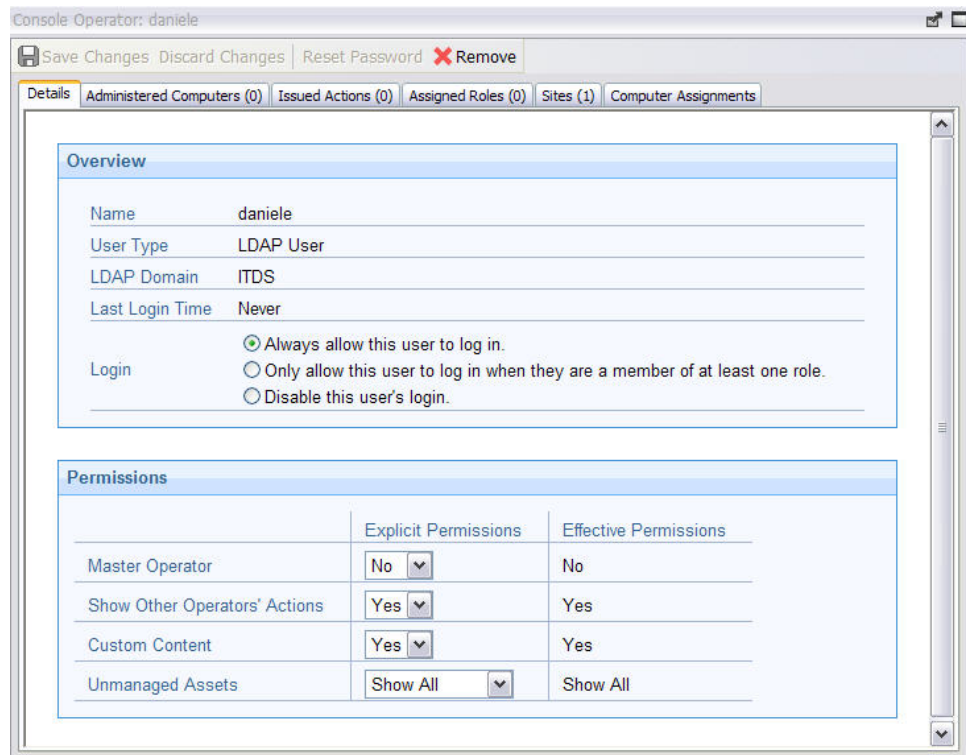 Console Operator: daniele
Save Changes Discard Changes Reset Password Remove
Details Administered Computers (0) Issued Actions (0) Assigned Roles (0) Sites (1) Computer Assignments
Overview
Name daniele
User Type LDAP User
LDAP Domain ITDS
Last Login Time Never
Login
Always allow this user to log in.
Only allow this user to log in when they are a member of at least one role.
Disable this user's login.
Permissions
Explicit Permissions Effective Permissions
Master Operator No No
Show Other Operators' Actions Yes Yes
Custom Content Yes Yes
Unmanaged Assets Show All Show All